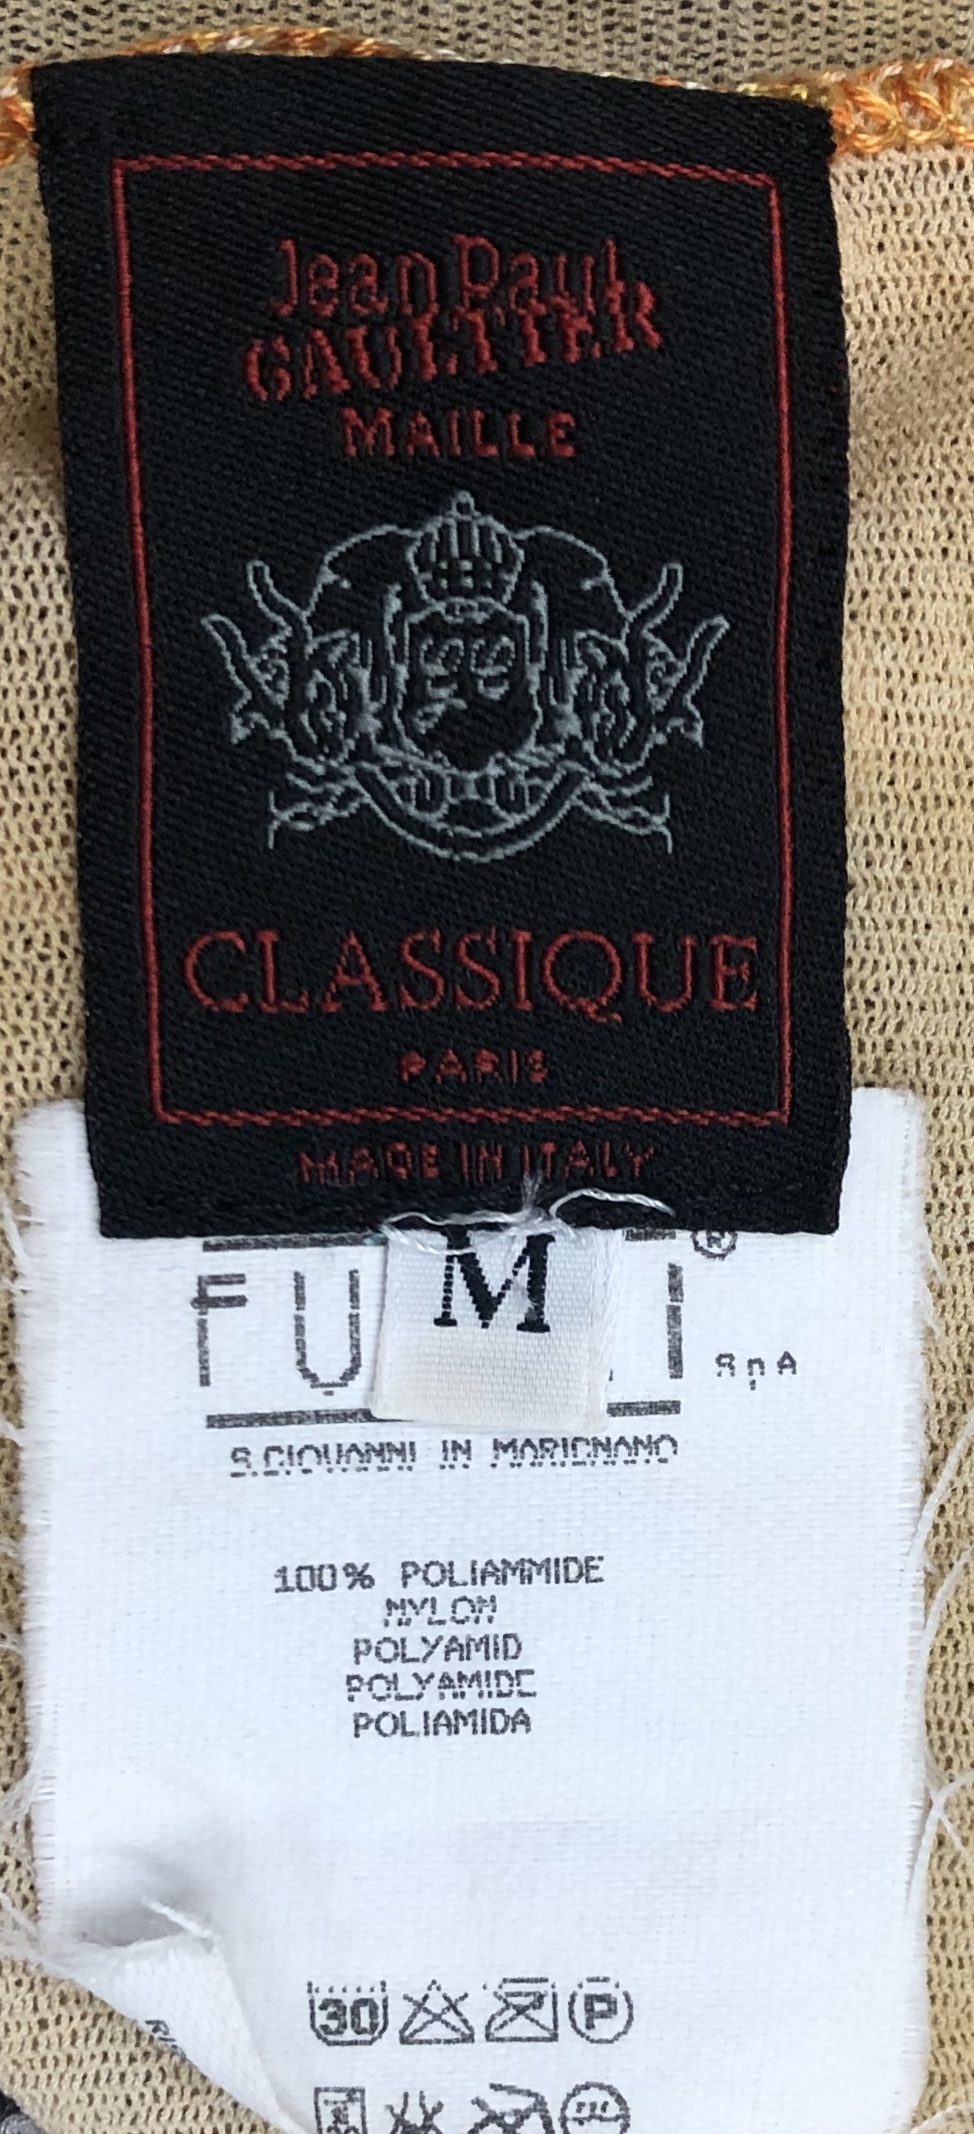 Jean Paul
GAULTIER
MAILLE
CLASSIQUE
PARIS
MADE IN ITALY
M
®
SpA
S.GIOVANNI IN MARIGNANO
100% POLIAMMIDE
NYLON
POLYAMID
POLYAMIDE
POLIAMIDA
30 P